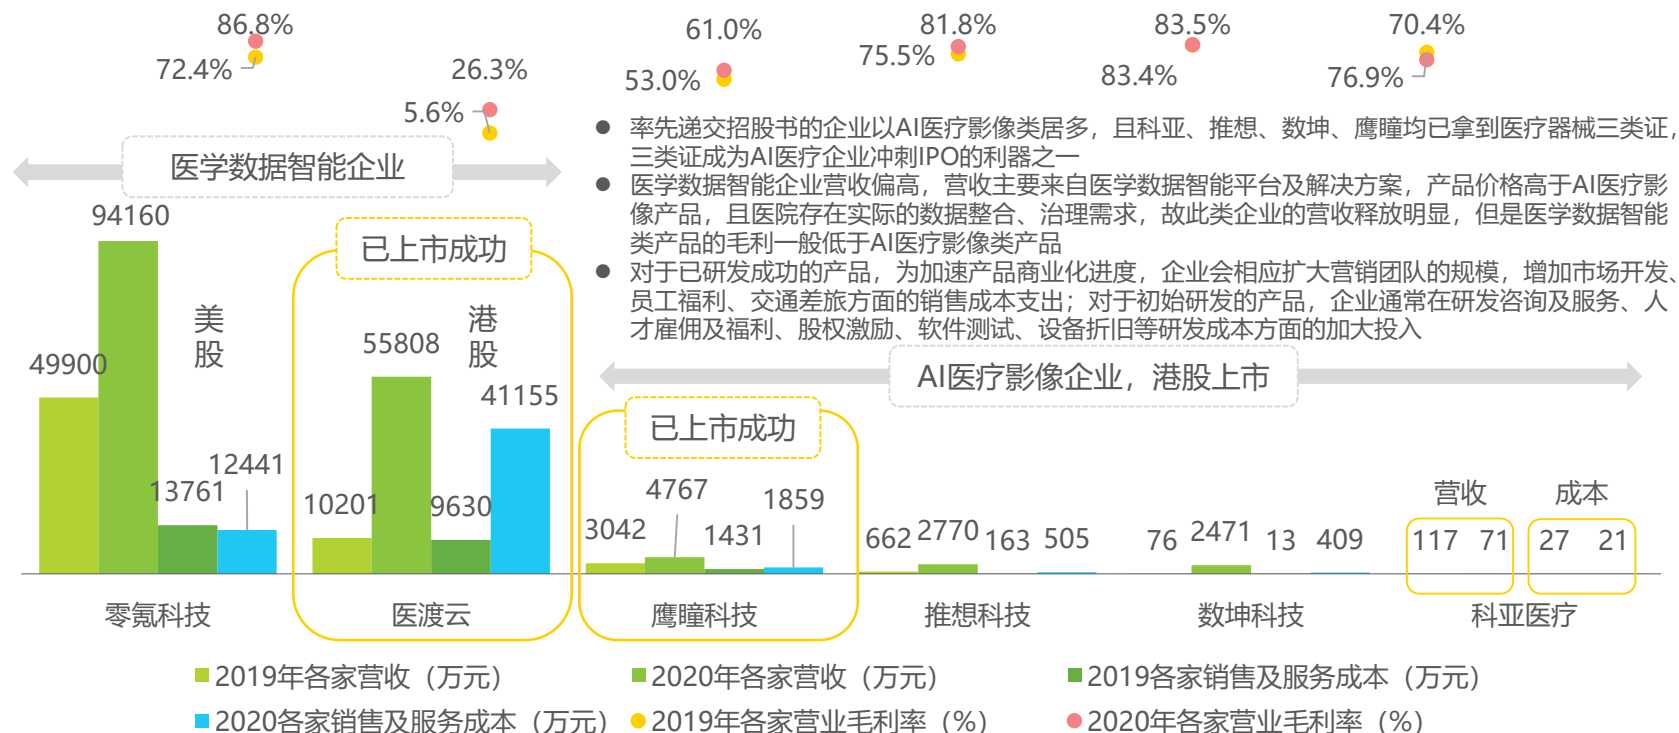 86.8%
72.4%
26.3%
5.6%
61.0%
53.0%
81.8%
75.5%
83.5%
83.4%
70.4%
76.9%
● 率先递交招股书的企业以AI医疗影像类居多，且科亚、推想、数坤、鹰瞳均已拿到医疗器械三类证，
三类证成为AI医疗企业冲刺IPO的利器之一
● 医学数据智能企业营收偏高，营收主要来自医学数据智能平台及解决方案，产品价格高于AI医疗影
像产品，且医院存在实际的数据整合、治理需求，故此类企业的营收释放明显，但是医学数据智能
类产品的毛利一般低于AI医疗影像类产品
● 对于已研发成功的产品，为加速产品商业化进度，企业会相应扩大营销团队的规模，增加市场开发、
员工福利、交通差旅方面的销售成本支出；对于初始研发的产品，企业通常在研发咨询及服务、人
才雇佣及福利、股权激励、软件测试、设备折旧等研发成本方面的加大投入
医学数据智能企业
AI医疗影像企业，港股上市
美
股
49900
94160
13761
12441
零氪科技
已上市成功
港
股
10201
55808
9630
41155
医渡云
已上市成功
3042
4767
1431
1859
鹰瞳科技
662
2770
163
505
推想科技
76
2471
13
409
数坤科技
营收
成本
117
71
27
21
科亚医疗
2019年各家营收（万元）
2020年各家营收（万元）
2019各家销售及服务成本（万元）
2020各家销售及服务成本（万元）
2019年各家营业毛利率（%）
2020年各家营业毛利率（%）